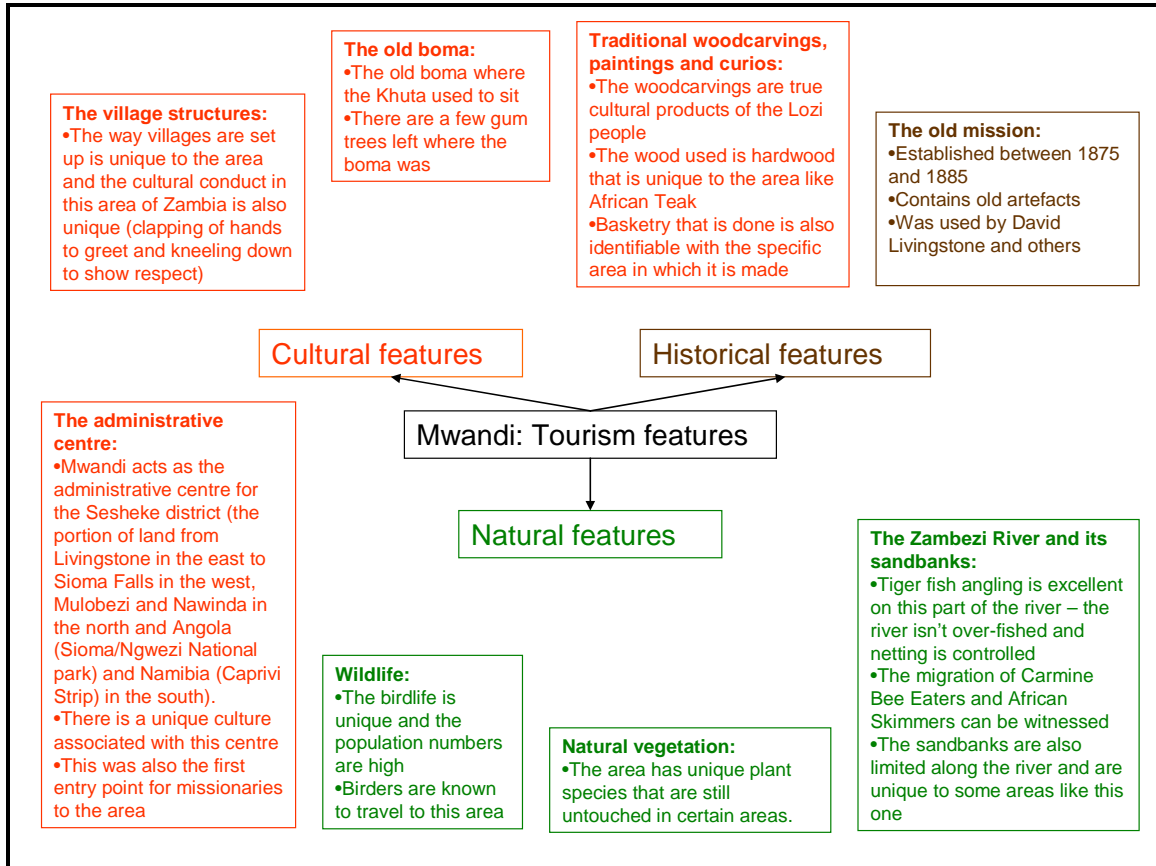 The village structures:
•The way villages are set
up is unique to the area
and the cultural conduct in
this area of Zambia is also
unique (clapping of hands
to greet and kneeling down
to show respect)
The old boma:
•The old boma where
the Khuta used to sit
•There are a few gum
trees left where the
boma was
Traditional woodcarvings,
paintings and curios:
•The woodcarvings are true
cultural products of the Lozi
people
•The wood used is hardwood
that is unique to the area like
African Teak
•Basketry that is done is also
identifiable with the specific
area in which it is made
The old mission:
•Established between 1875
and 1885
•Contains old artefacts
•Was used by David
Livingstone and others
Cultural features
Historical features
Mwandi: Tourism features
Natural features
The administrative
centre:
•Mwandi acts as the
administrative centre for
the Sesheke district (the
portion of land from
Livingstone in the east to
Sioma Falls in the west,
Mulobezi and Nawinda in
the north and Angola
(Sioma/Ngwezi National
park) and Namibia (Caprivi
Strip) in the south).
•There is a unique culture
associated with this centre
•This was also the first
entry point for missionaries
to the area
Wildlife:
•The birdlife is
unique and the
population numbers
are high
•Birders are known
to travel to this area
Natural vegetation:
•The area has unique plant
species that are still
untouched in certain areas.
The Zambezi River and its
sandbanks:
•Tiger fish angling is excellent
on this part of the river – the
river isn’t over-fished and
netting is controlled
•The migration of Carmine
Bee Eaters and African
Skimmers can be witnessed
•The sandbanks are also
limited along the river and are
unique to some areas like this
one